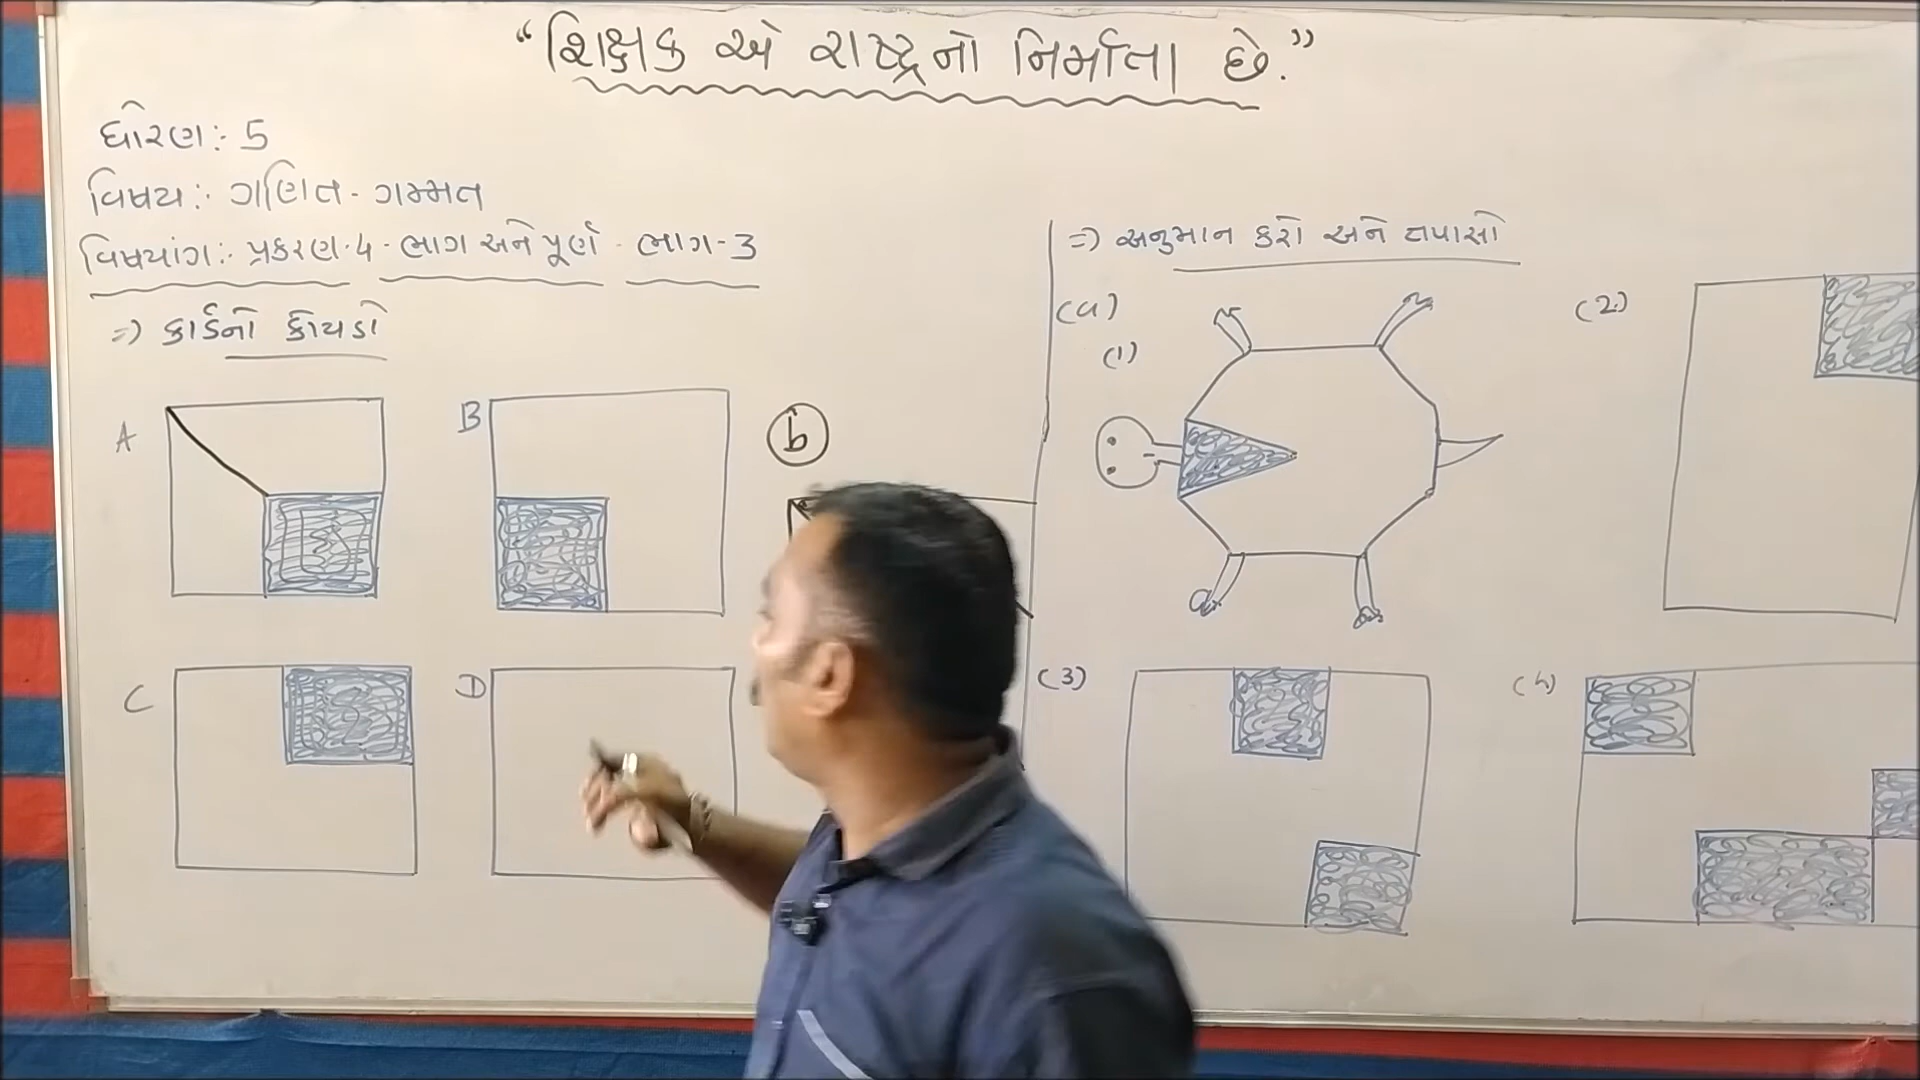 “શિક્ષક એ રાષ્ટ્રનો નિર્માતા છે.”
ધોરણ:- 5
વિષય:- ગણિત - ગમ્મત
વિષયાંગ:- પ્રકરણ-4 - ભાગ અને પૂર્ણ - ભાગ-3
=) કાર્ડનો કોયડો
A
B
b
C
D
=) અનુમાન કરો અને તપાસો
(a)
(1)
(2)
(3)
(4)